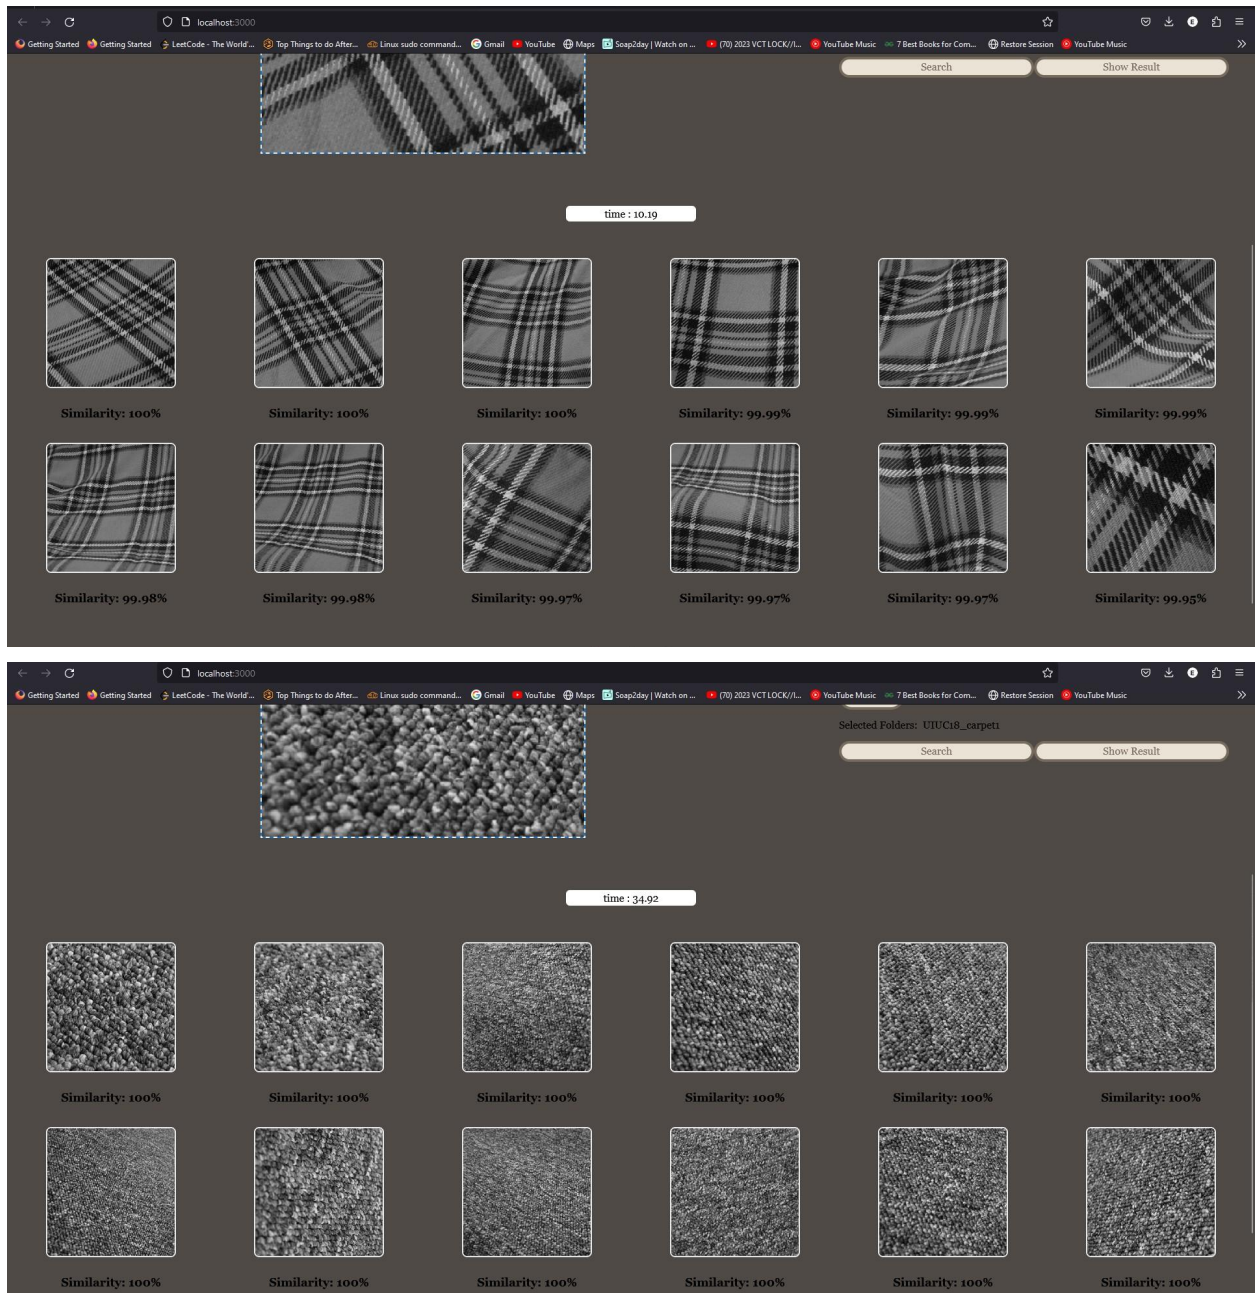 localhost:3000
Getting Started Getting Started LeetCode - The World'... Top Things to do After... Linux sudo command... Gmail YouTube Maps Soap2day | Watch on ... (70) 2023 VCT LOCK//I... YouTube Music 7 Best Books for Com... Restore Session YouTube Music
Search Show Result
time : 10.19
Similarity: 100% Similarity: 100% Similarity: 100% Similarity: 99.99% Similarity: 99.99% Similarity: 99.99%
Similarity: 99.98% Similarity: 99.98% Similarity: 99.97% Similarity: 99.97% Similarity: 99.97% Similarity: 99.95%
localhost:3000
Getting Started Getting Started LeetCode - The World'... Top Things to do After... Linux sudo command... Gmail YouTube Maps Soap2day | Watch on ... (70) 2023 VCT LOCK//I... YouTube Music 7 Best Books for Com... Restore Session YouTube Music
Selected Folders: UIUC18_carpet1
Search Show Result
time : 34.92
Similarity: 100% Similarity: 100% Similarity: 100% Similarity: 100% Similarity: 100% Similarity: 100%
Similarity: 100% Similarity: 100% Similarity: 100% Similarity: 100% Similarity: 100% Similarity: 100%